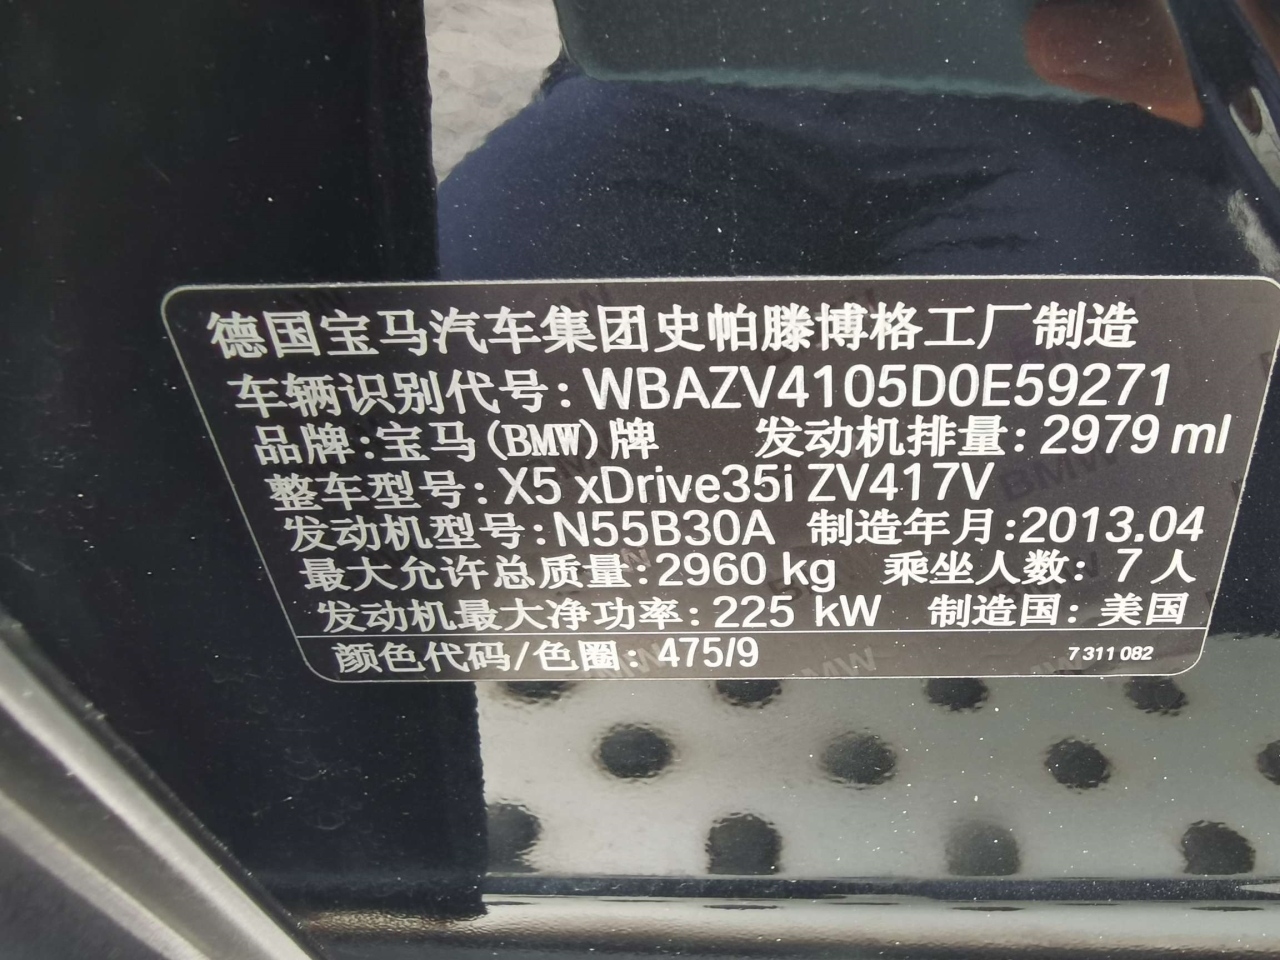 德国宝马汽车集团史帕滕博格工厂制造
车辆识别代号:WBAZV4105D0E59271
品牌:宝马(BMW)牌 发动机排量:2979 ml
整车型号:X5 xDrive35i ZV417V
发动机型号:N55B30A 制造年月:2013.04
最大允许总质量:2960 kg 乘坐人数: 7人
发动机最大净功率:225 kW 制造国:美国
颜色代码/色圈: 475/9 7 311 082